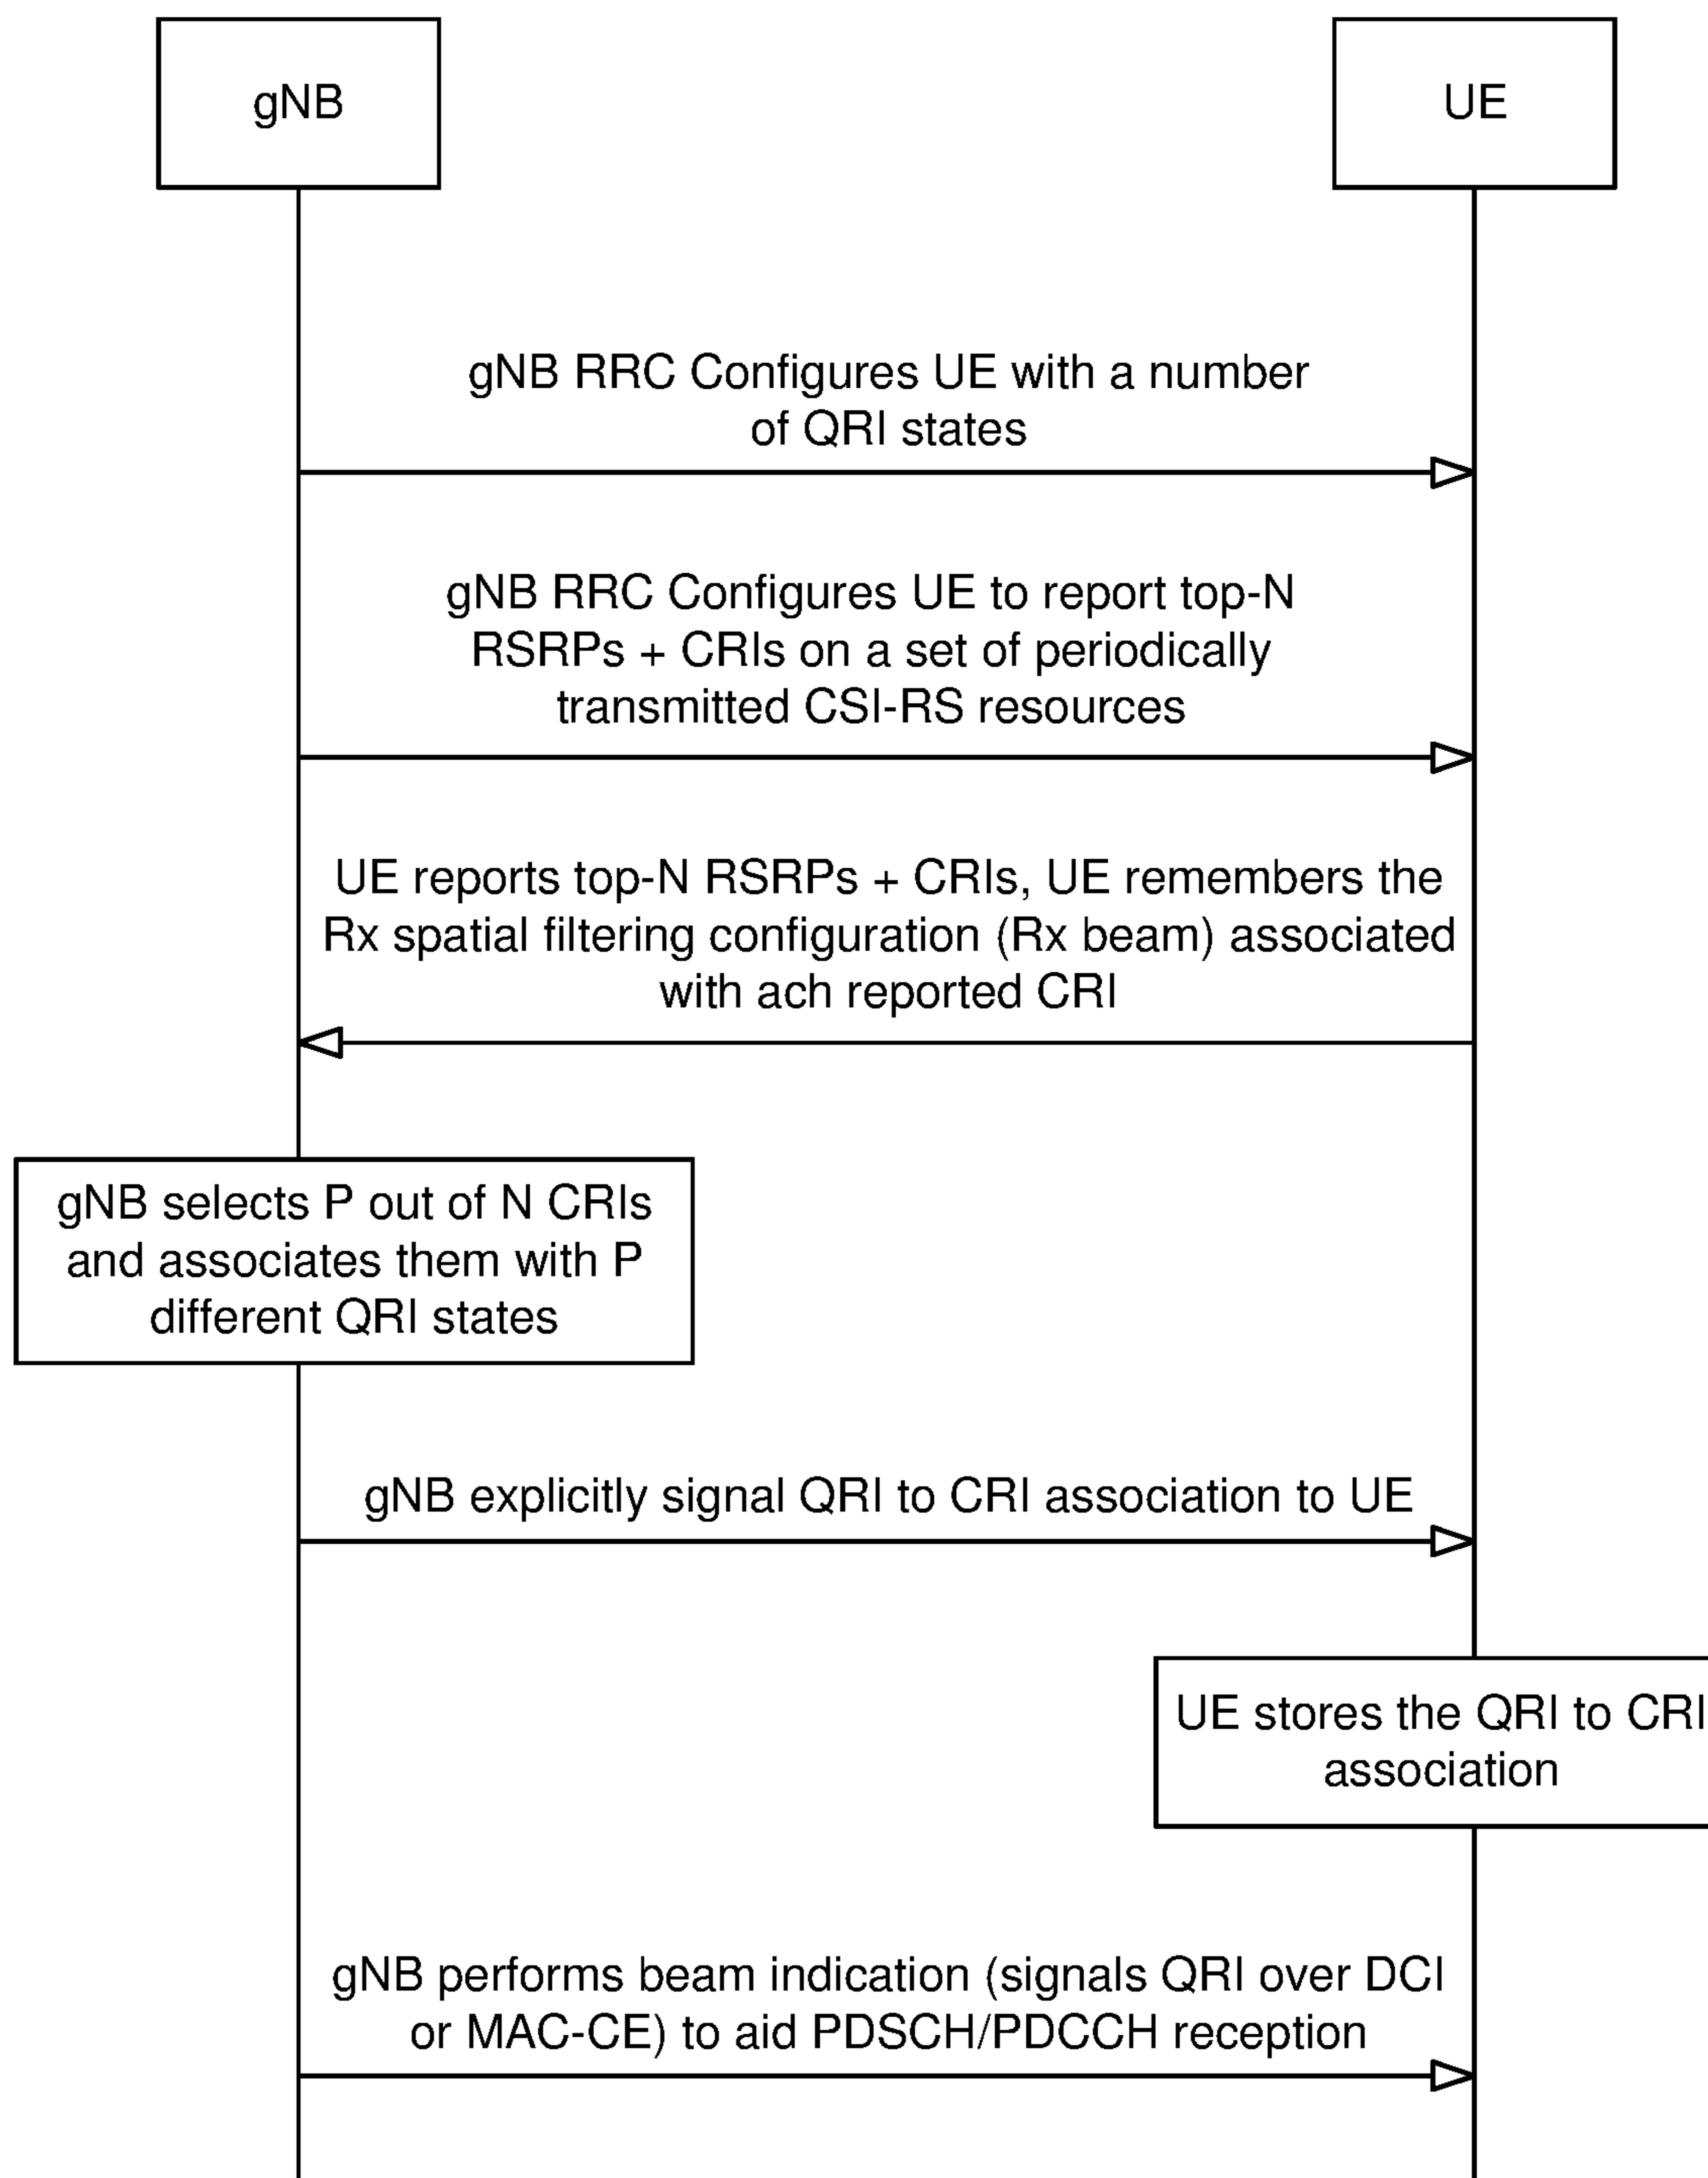 gNB
UE
gNB RRC Configures UE with a number
of QRI states
gNB RRC Configures UE to report top-N
RSRPs + CRIs on a set of periodically
transmitted CSI-RS resources
UE reports top-N RSRPs + CRIs, UE remembers the
Rx spatial filtering configuration (Rx beam) associated
with ach reported CRI
gNB selects P out of N CRIs
and associates them with P
different QRI states
gNB explicitly signal QRI to CRI association to UE
UE stores the QRI to CRI
association
gNB performs beam indication (signals QRI over DCI
or MAC-CE) to aid PDSCH/PDCCH reception